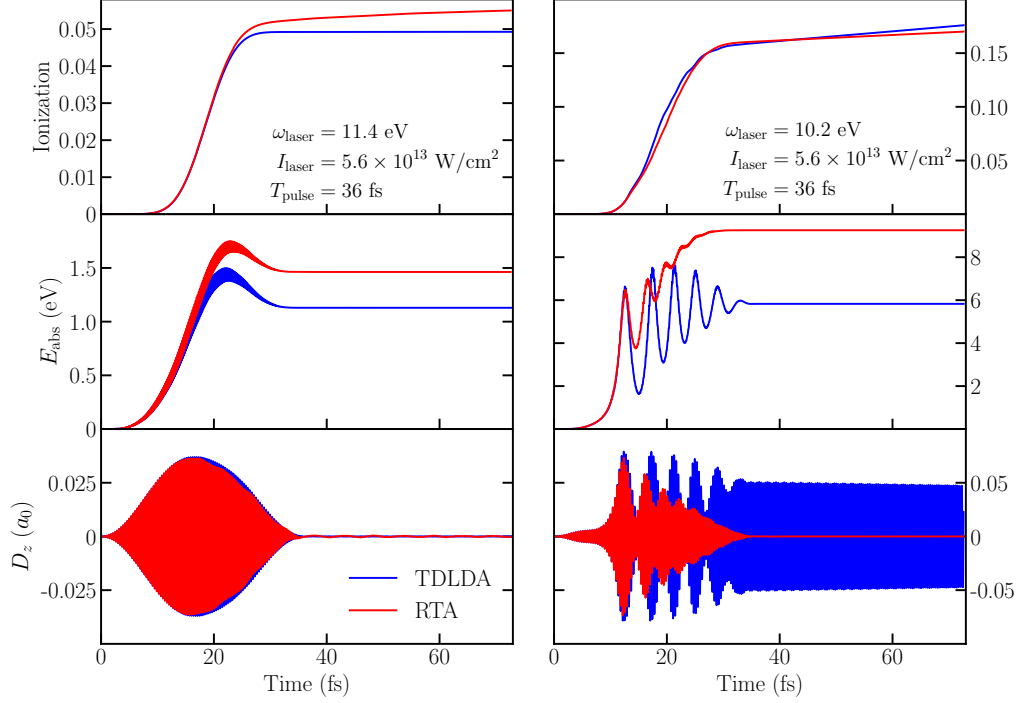 Ionization
0.05
0.04
0.03
0.02
0.01
0
ω_laser = 11.4 eV
I_laser = 5.6 × 10^13 W/cm^2
T_pulse = 36 fs
0.15
0.10
0.05
ω_laser = 10.2 eV
I_laser = 5.6 × 10^13 W/cm^2
T_pulse = 36 fs
E_abs (eV)
1.5
1.0
0.5
0
8
6
4
2
D_z (a_0)
0.025
0
-0.025
TDLDA
RTA
0.05
0
-0.05
0 20 40 60
Time (fs)
0 20 40 60
Time (fs)